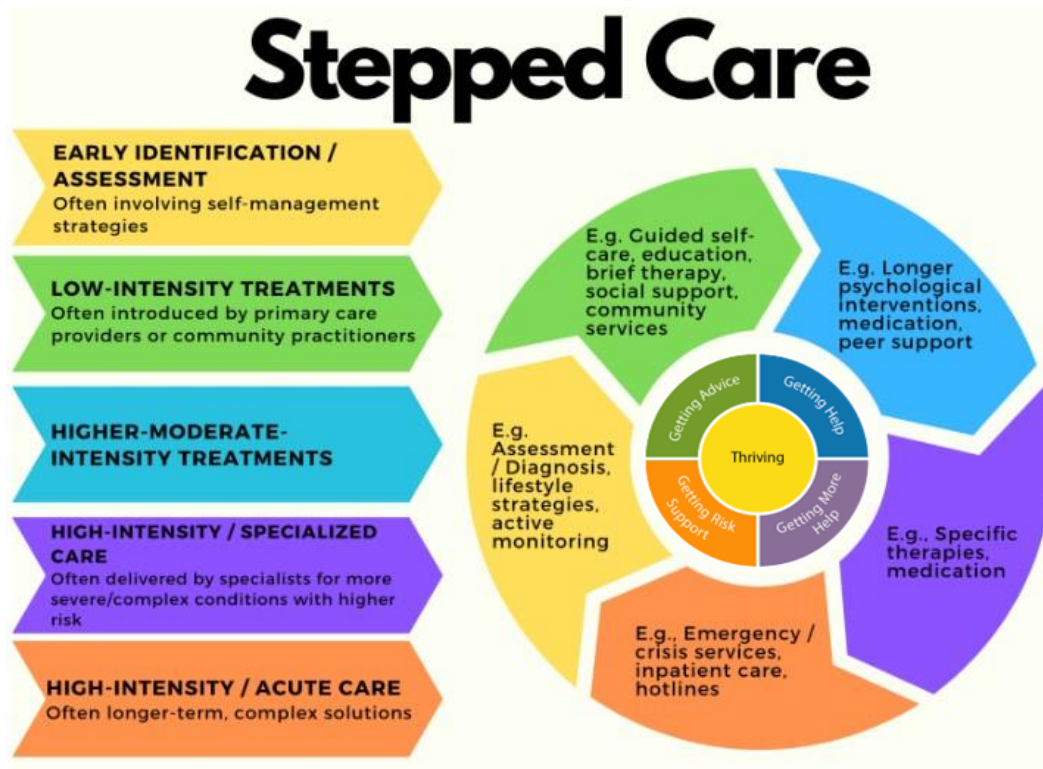 Stepped Care
EARLY IDENTIFICATION /
ASSESSMENT
Often involving self-management
strategies
LOW-INTENSITY TREATMENTS
Often introduced by primary care
providers or community practitioners
HIGHER-MODERATE-
INTENSITY TREATMENTS
HIGH-INTENSITY / SPECIALIZED
CARE
Often delivered by specialists for more
severe/complex conditions with higher
risk
HIGH-INTENSITY / ACUTE CARE
Often longer-term, complex solutions
E.g. Guided self-
care, education,
brief therapy,
social support,
community
services
E.g. Longer
psychological
interventions,
medication,
peer support
E.g.
Assessment
/ Diagnosis,
lifestyle
strategies,
active
monitoring
E.g., Specific
therapies,
medication
E.g., Emergency /
crisis services,
inpatient care,
hotlines
Getting Advice
Getting Help
Thriving
Getting Risk
Support
Getting More
Help